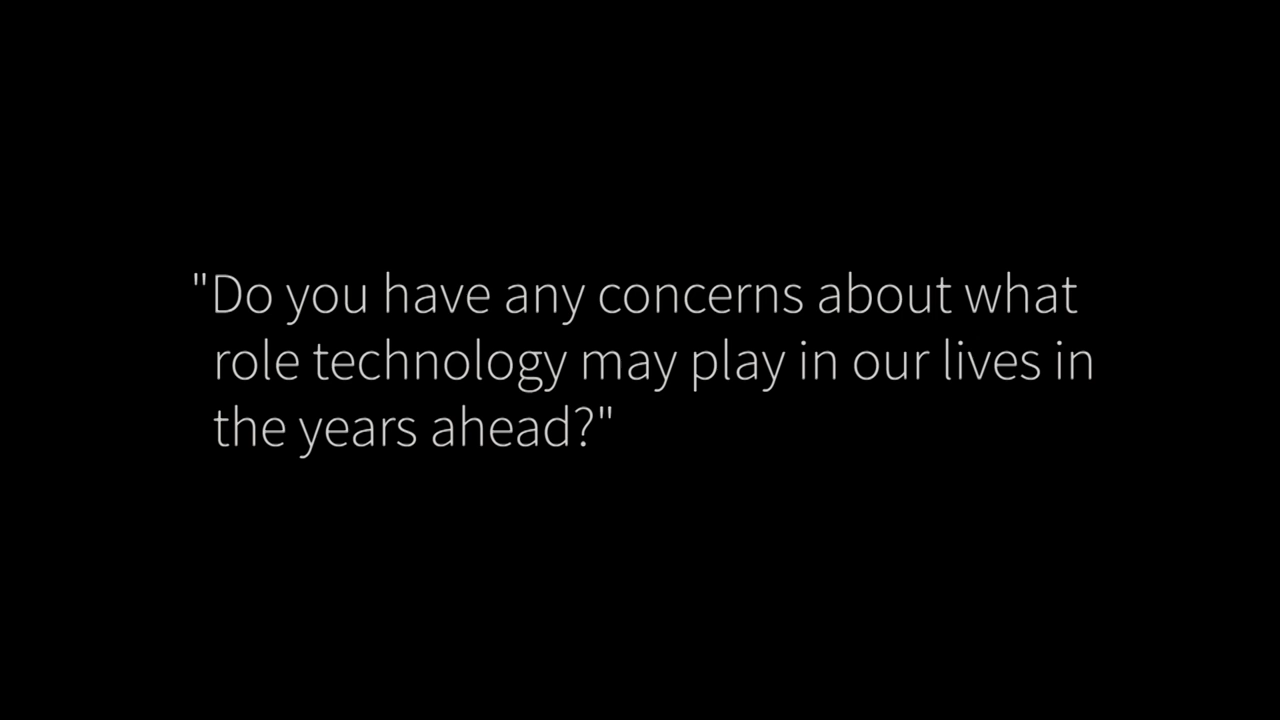 "Do you have any concerns about what
role technology may play in our lives in
the years ahead?"